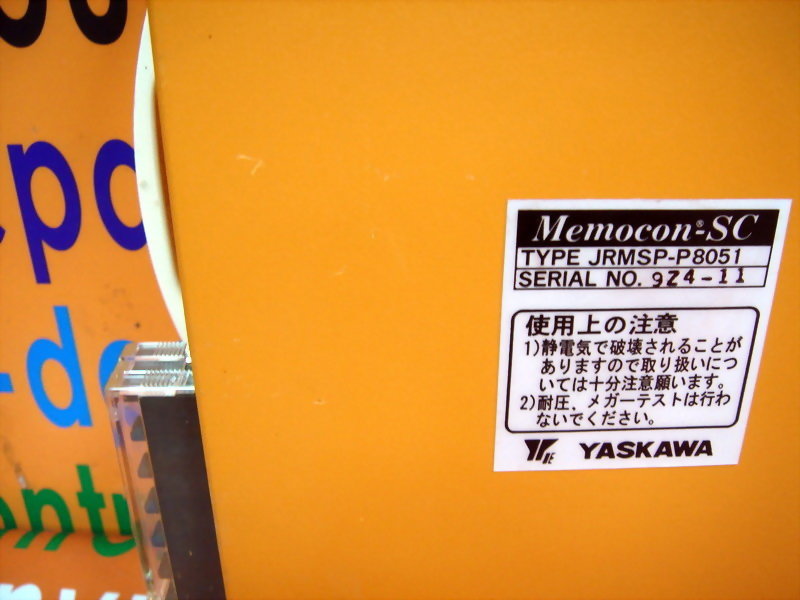 Memocon®-SC
TYPE JRMSP-P8051
SERIAL NO. 9Z4-11
使用上の注意
1)静電気で破壊されることが
ありますので取り扱いにつ
いては十分注意願います。
2)耐圧、メガーテストは行わ
ないでください。
YASKAWA